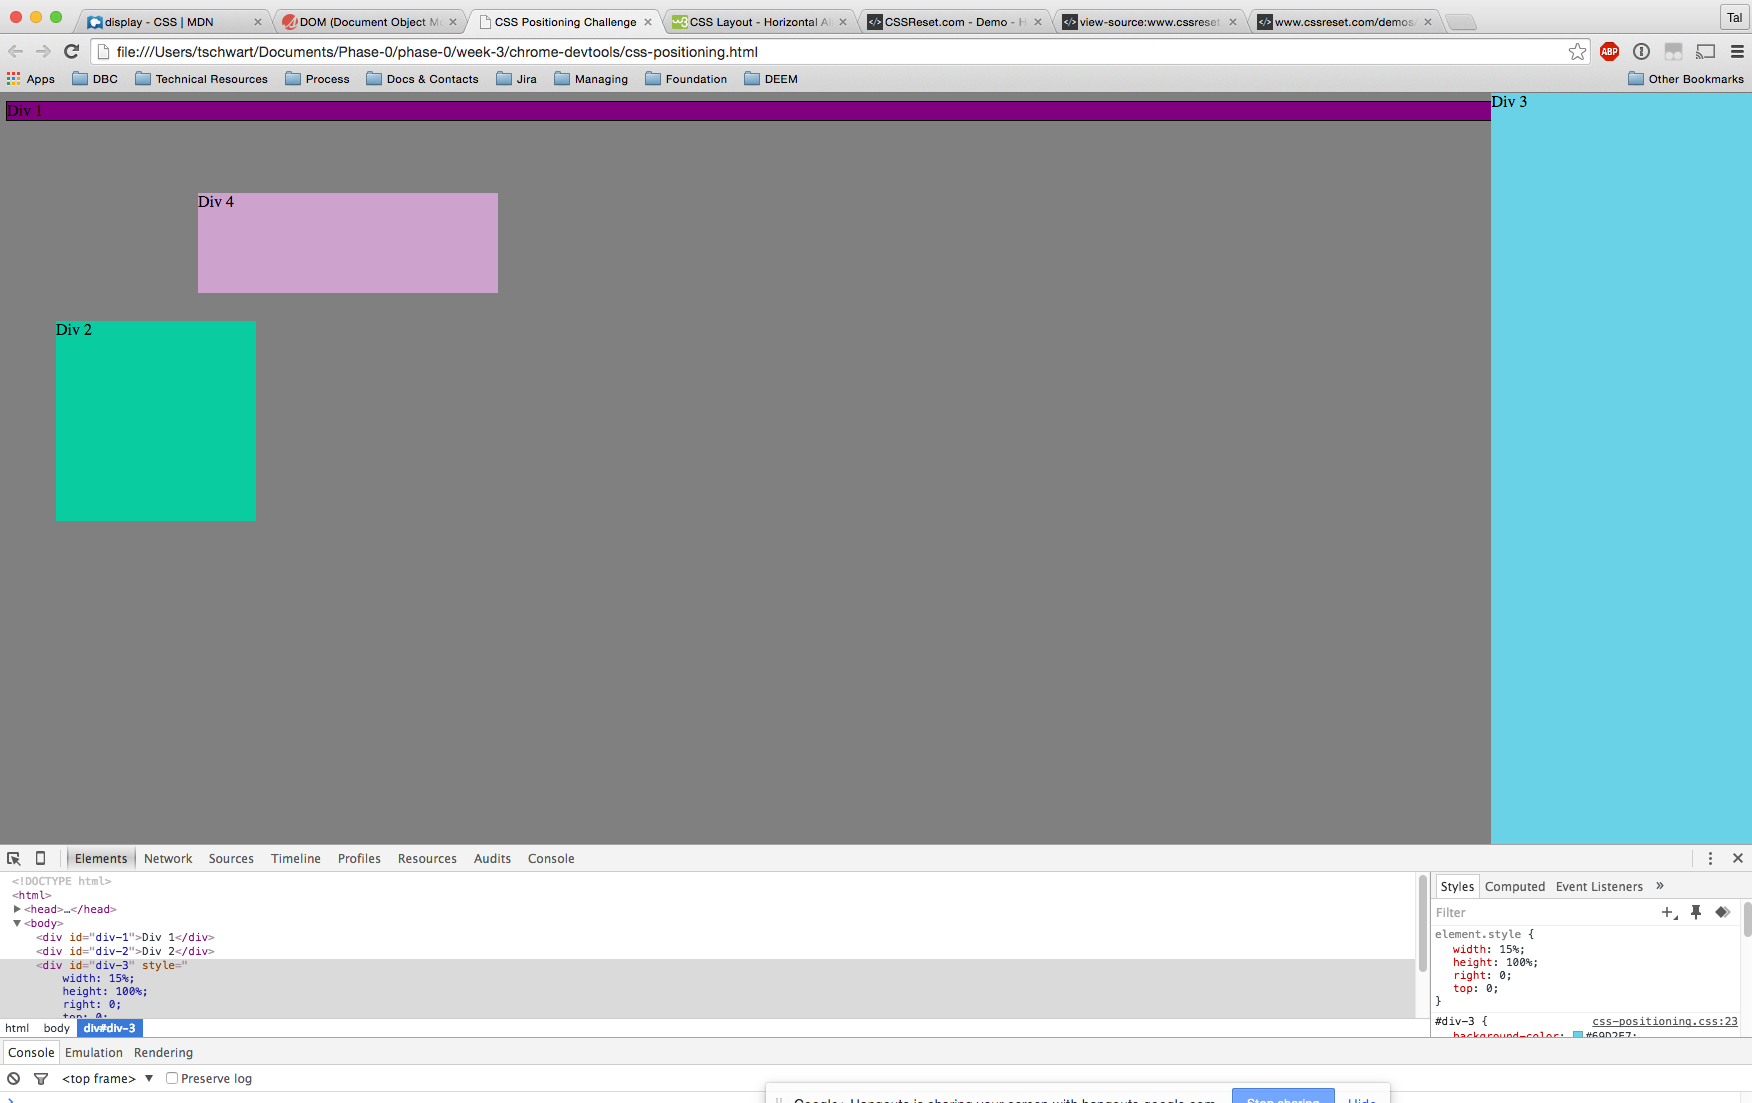 display - CSS | MDN
DOM (Document Object Mo
CSS Positioning Challenge
CSS Layout - Horizontal Ali
CSSReset.com - Demo - H
view-source:www.cssreset.
www.cssreset.com/demos
Tal
file:///Users/tschwart/Documents/Phase-0/phase-0/week-3/chrome-devtools/css-positioning.html
ABP
Apps DBC Technical Resources Process Docs & Contacts Jira Managing Foundation DEEM Other Bookmarks
Div 1
Div 3
Div 4
Div 2
Elements Network Sources Timeline Profiles Resources Audits Console
<!DOCTYPE html>
<html>
<head>…</head>
<body>
<div id="div-1">Div 1</div>
<div id="div-2">Div 2</div>
<div id="div-3" style="
width: 15%;
height: 100%;
right: 0;
top: 0;
html body div#div-3
Styles Computed Event Listeners »
Filter
element.style {
width: 15%;
height: 100%;
right: 0;
top: 0;
}
#div-3 { css-positioning.css:23
background-color: #69D2E7;
Console Emulation Rendering
<top frame> ▼ Preserve log
Google+ Hangouts is sharing your screen with hangouts.google.com. Stop sharing Hide